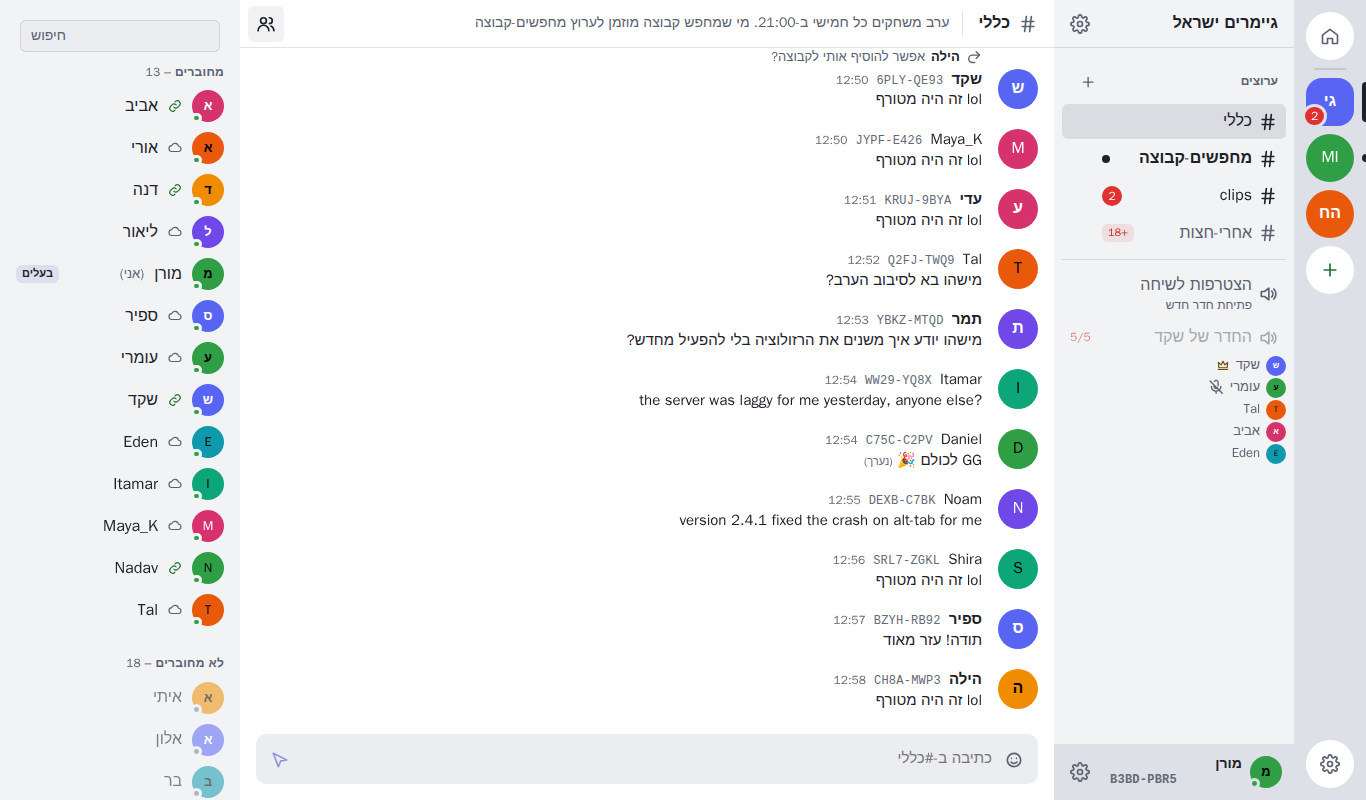 גי
2
MI
הח
גיימרים ישראל
ערוצים
כללי
מחפשים-קבוצה
clips
2
אחרי-חצות
18+
הצטרפות לשיחה
פתיחת חדר חדש
החדר של שקד
5/5
ש
שקד
ע
עומרי
T
Tal
א
אביב
E
Eden
מ
מורן
B3BD-PBR5
# כללי
ערב משחקים כל חמישי ב-21:00. מי שמחפש קבוצה מוזמן לערוץ מחפשים-קבוצה
הילה אפשר להוסיף אותי לקבוצה?
ש
שקד 6PLY-QE93 12:50
lol זה היה מטורף
M
Maya_K JYPF-E426 12:50
lol זה היה מטורף
ע
עדי KRUJ-9BYA 12:51
lol זה היה מטורף
T
Tal Q2FJ-TWQ9 12:52
מישהו בא לסיבוב הערב?
ת
תמר YBKZ-MTQD 12:53
מישהו יודע איך משנים את הרזולוציה בלי להפעיל מחדש?
I
Itamar WW29-YQ8X 12:54
the server was laggy for me yesterday, anyone else?
D
Daniel C75C-C2PV 12:54
GG לכולם 🎉 (נערך)
N
Noam DEXB-C7BK 12:55
version 2.4.1 fixed the crash on alt-tab for me
S
Shira SRL7-ZGKL 12:56
lol זה היה מטורף
ס
ספיר BZYH-RB92 12:57
תודה! עזר מאוד
ה
הילה CH8A-MWP3 12:58
lol זה היה מטורף
כתיבה ב-#כללי
חיפוש
מחוברים – 13
א
אביב
א
אורי
ד
דנה
ל
ליאור
מ
מורן (אני) בעלים
ס
ספיר
ע
עומרי
ש
שקד
E
Eden
I
Itamar
M
Maya_K
N
Nadav
T
Tal
לא מחוברים – 18
א
איתי
א
אלון
ב
בר